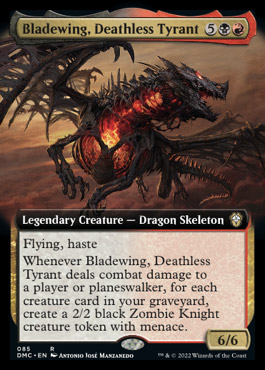 Bladewing, Deathless Tyrant 5
Legendary Creature — Dragon Skeleton
Flying, haste
Whenever Bladewing, Deathless
Tyrant deals combat damage to
a player or planeswalker, for each
creature card in your graveyard,
create a 2/2 black Zombie Knight
creature token with menace.
6/6
085 R
DMC • EN Antonio José Manzanedo ™ & © 2022 Wizards of the Coast